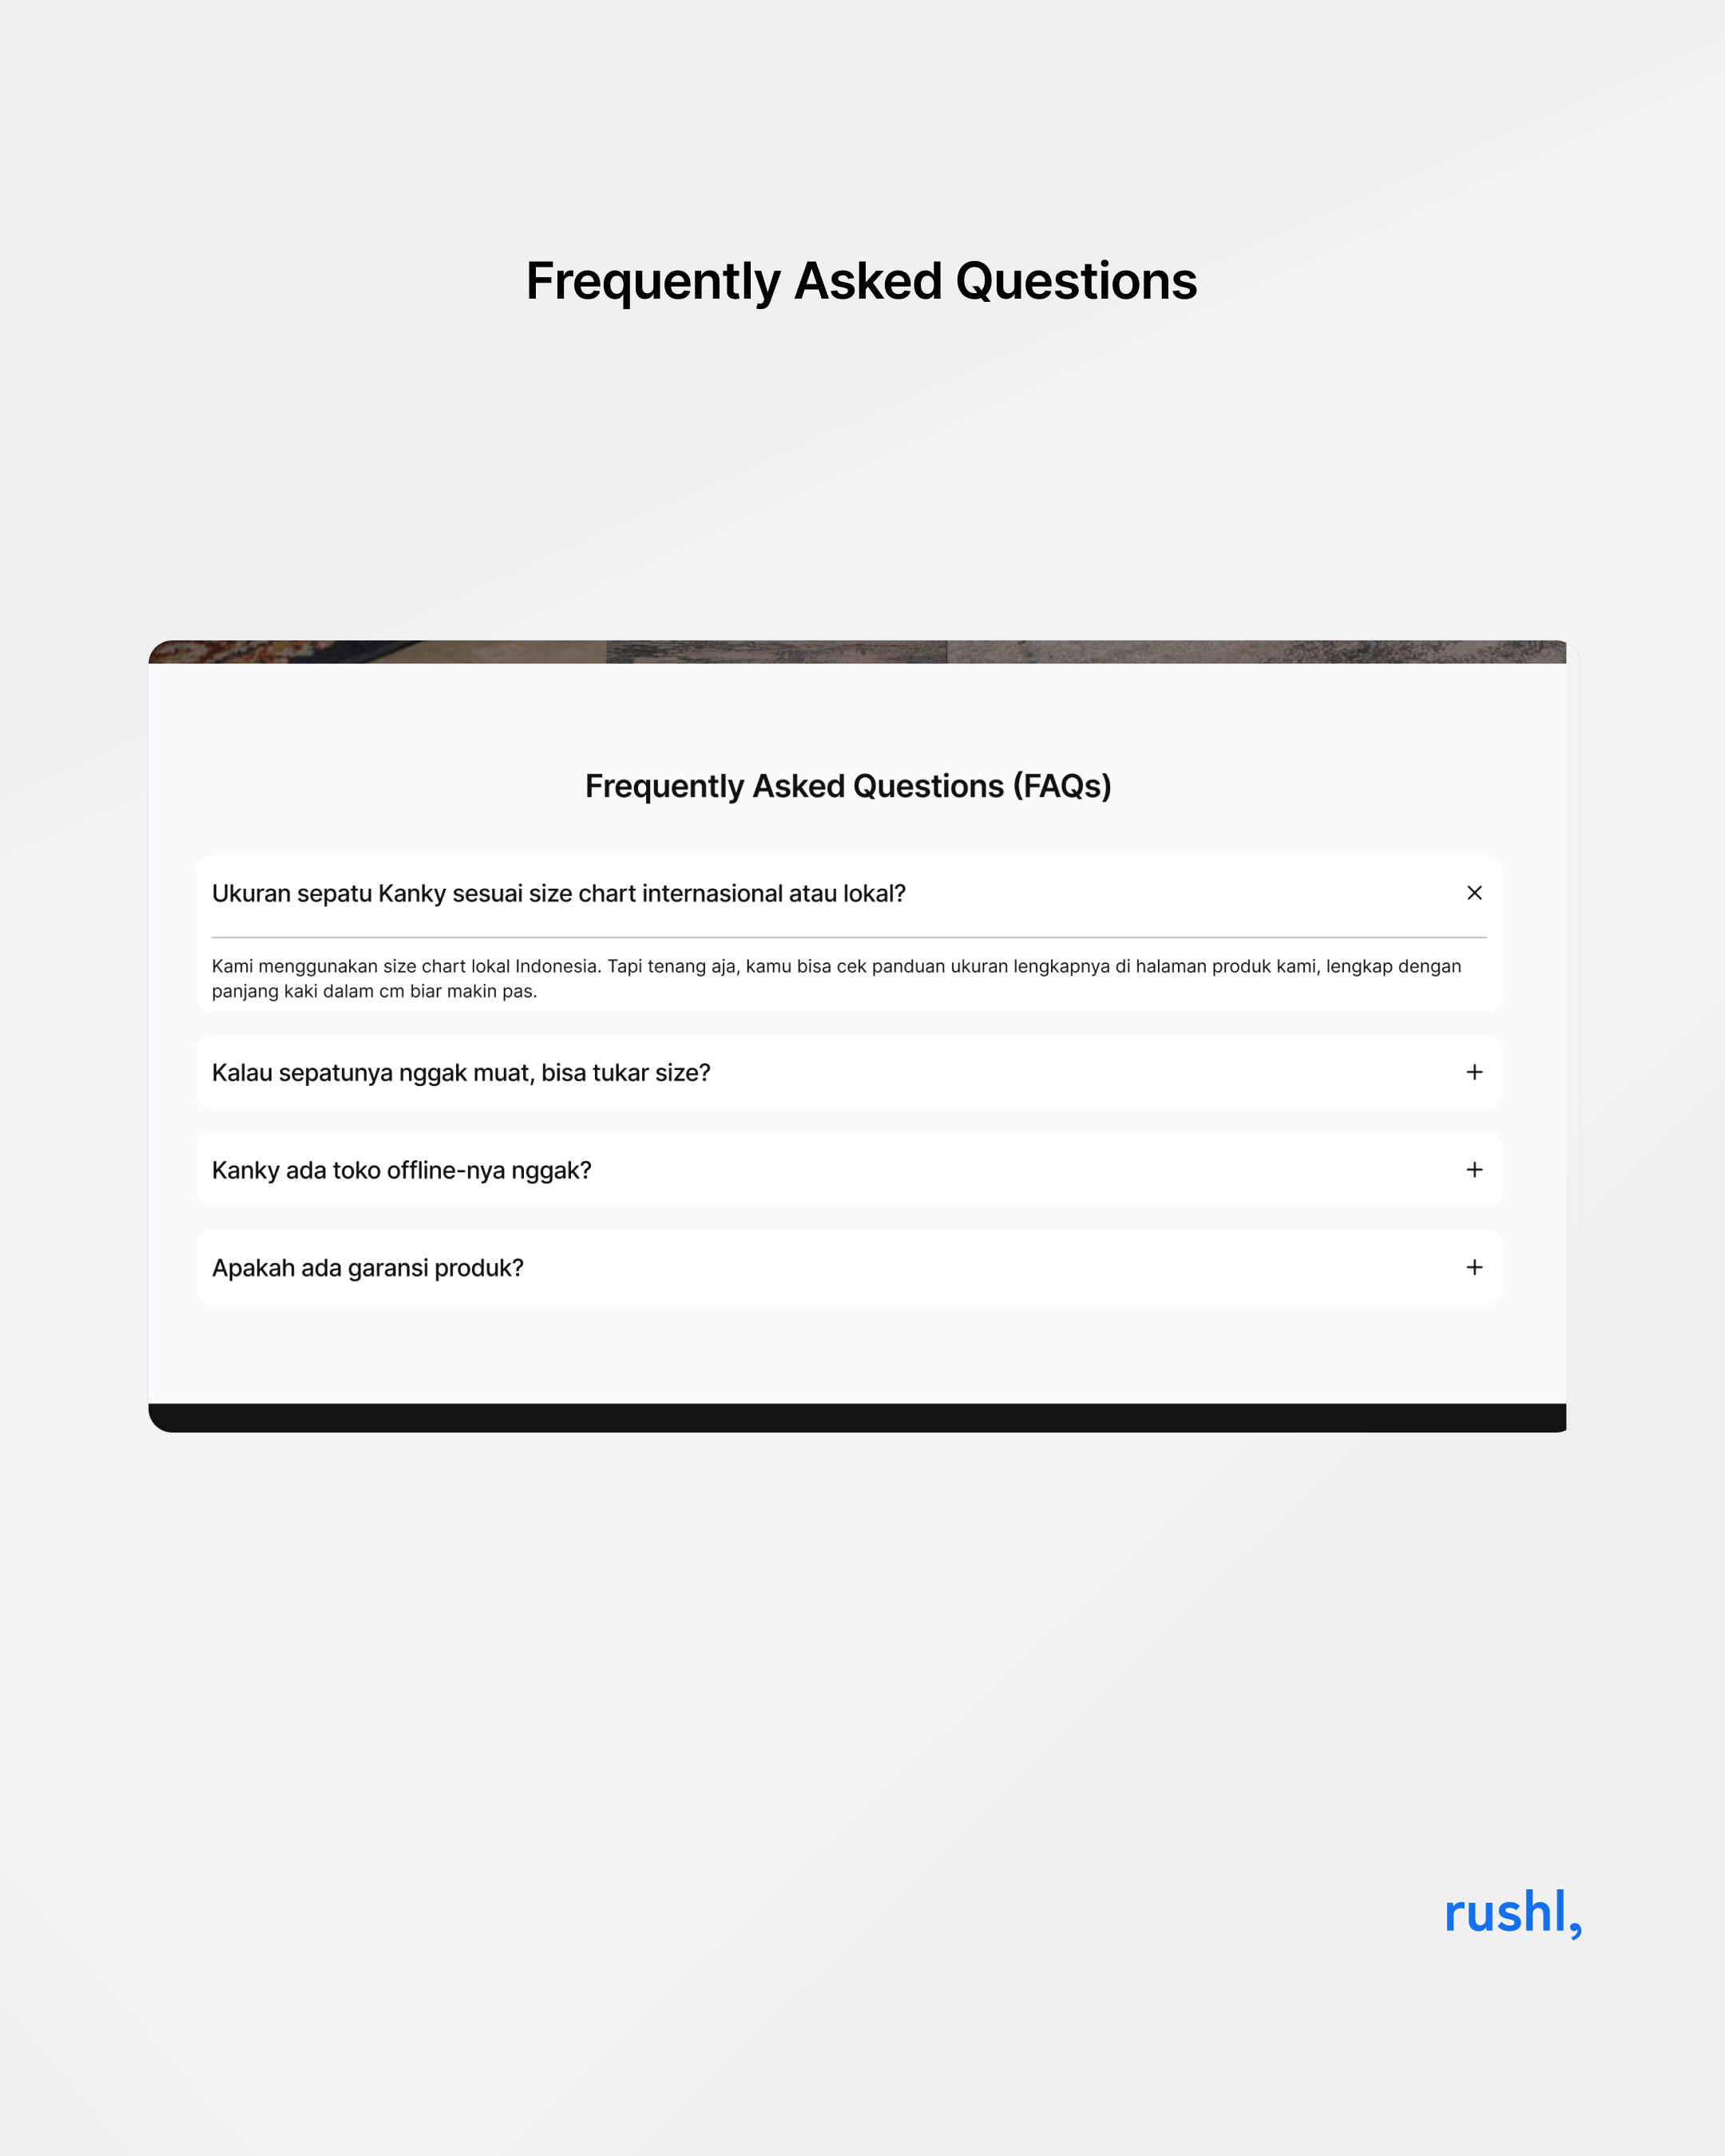 Frequently Asked Questions
Frequently Asked Questions (FAQs)
Ukuran sepatu Kanky sesuai size chart internasional atau lokal?
Kami menggunakan size chart lokal Indonesia. Tapi tenang aja, kamu bisa cek panduan ukuran lengkapnya di halaman produk kami, lengkap dengan
panjang kaki dalam cm biar makin pas.
Kalau sepatunya nggak muat, bisa tukar size?
Kanky ada toko offline-nya nggak?
Apakah ada garansi produk?
rushl,